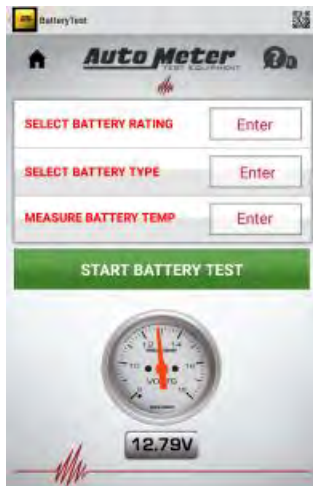 BatteryTest
Auto Meter
TEST EQUIPMENT
SELECT BATTERY RATING
Enter
SELECT BATTERY TYPE
Enter
MEASURE BATTERY TEMP
Enter
START BATTERY TEST
12 14
10 16
VOLTS
8 18
12.79V